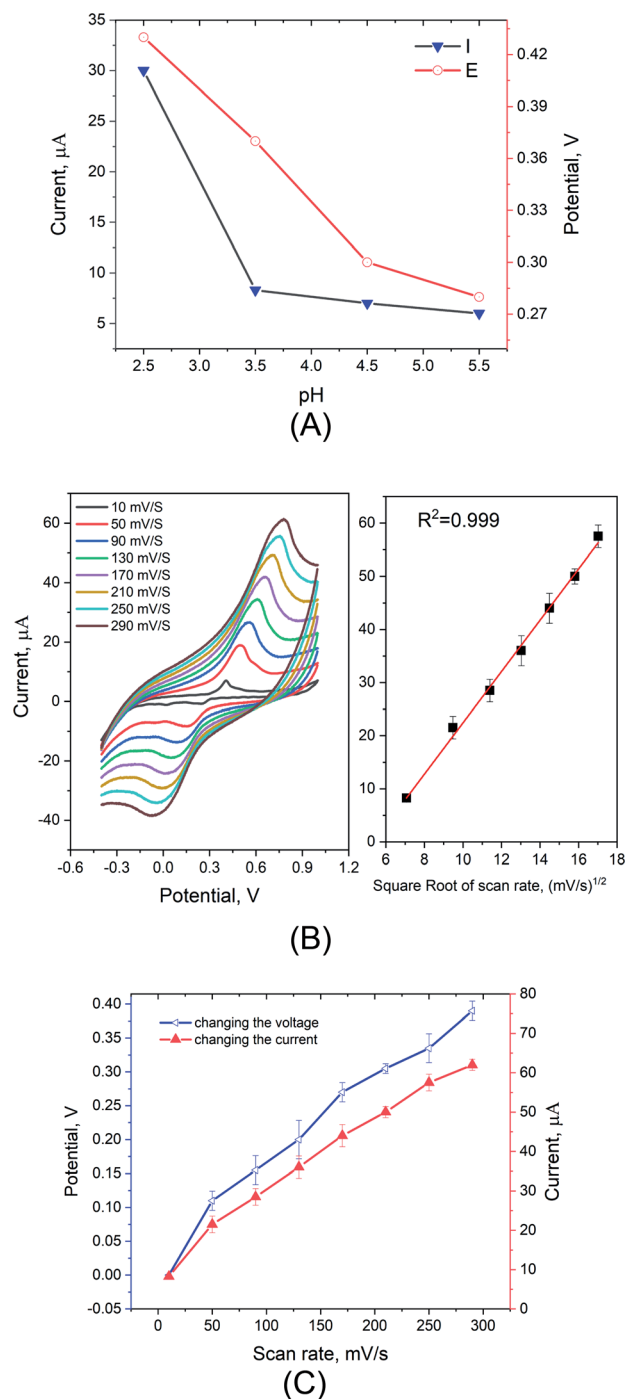 35
30
25
20
15
10
5
Current, μA
I
E
0.42
0.39
0.36
0.33
0.30
0.27
Potential, V
2.5 3.0 3.5 4.0 4.5 5.0 5.5
pH
(A)
60
40
20
0
-20
-40
Current, μA
10 mV/S
50 mV/S
90 mV/S
130 mV/S
170 mV/S
210 mV/S
250 mV/S
290 mV/S
-0.6 -0.3 0.0 0.3 0.6 0.9 1.2
Potential, V
R²=0.999
60
50
40
30
20
10
0
6 8 10 12 14 16 18
Square Root of scan rate, (mV/s)^1/2
(B)
0.40
0.35
0.30
0.25
0.20
0.15
0.10
0.00
-0.05
Potential, V
changing the voltage
changing the current
80
70
60
50
40
30
20
10
0
Current, μA
0 50 100 150 200 250 300
Scan rate, mV/s
(C)